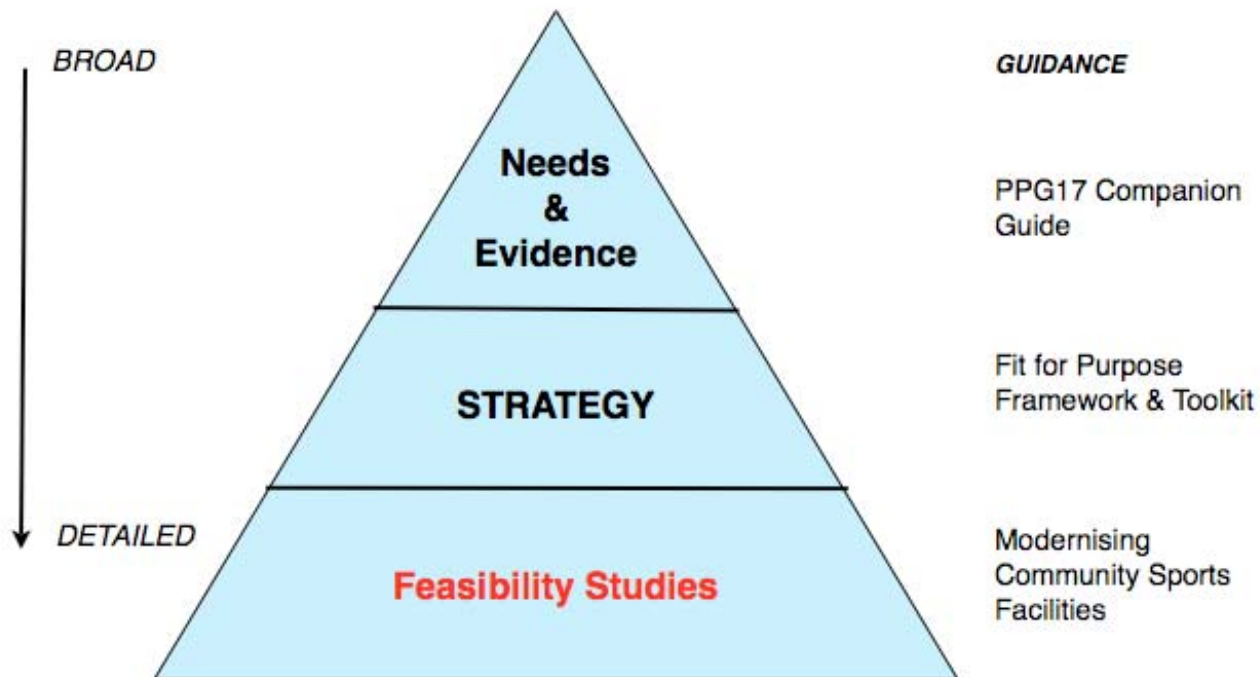 BROAD
GUIDANCE
Needs
&
Evidence
PPG17 Companion
Guide
STRATEGY
Fit for Purpose
Framework & Toolkit
DETAILED
Feasibility Studies
Modernising
Community Sports
Facilities